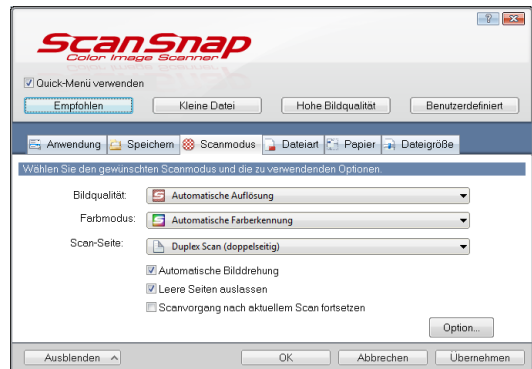 ScanSnap
Color Image Scanner
Quick-Menü verwenden
Empfohlen Kleine Datei Hohe Bildqualität Benutzerdefiniert
Anwendung Speichern Scanmodus Dateiart Papier Dateigröße
Wählen Sie den gewünschten Scanmodus und die zu verwendenden Optionen.
Bildqualität: Automatische Auflösung
Farbmodus: Automatische Farberkennung
Scan-Seite: Duplex Scan (doppelseitig)
Automatische Bilddrehung
Leere Seiten auslassen
Scanvorgang nach aktuellem Scan fortsetzen
Option...
Ausblenden OK Abbrechen Übernehmen